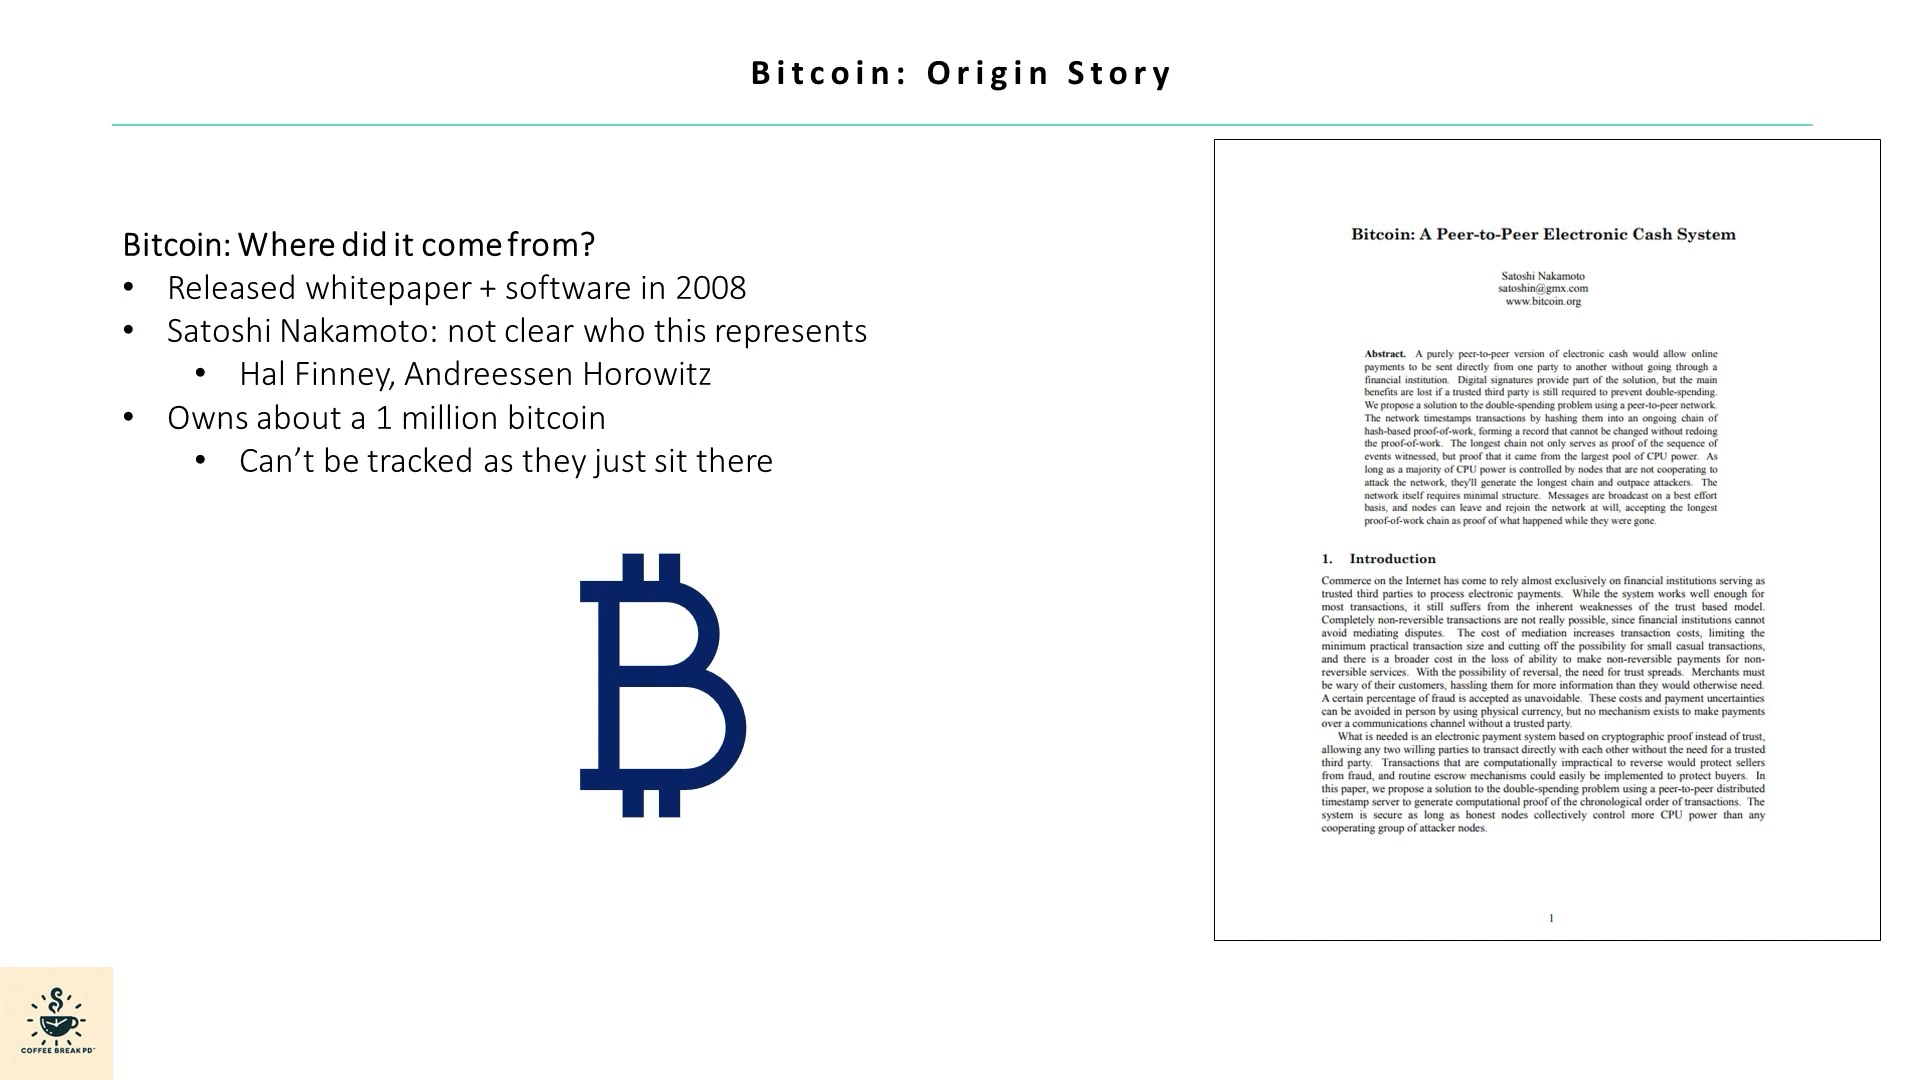 Bitcoin: Origin Story
Bitcoin: Where did it come from?
• Released whitepaper + software in 2008
• Satoshi Nakamoto: not clear who this represents
• Hal Finney, Andreessen Horowitz
• Owns about a 1 million bitcoin
• Can’t be tracked as they just sit there
Bitcoin: A Peer-to-Peer Electronic Cash System
Satoshi Nakamoto
satoshin@gmx.com
www.bitcoin.org
Abstract. A purely peer-to-peer version of electronic cash would allow online
payments to be sent directly from one party to another without going through a
financial institution. Digital signatures provide part of the solution, but the main
benefits are lost if a trusted third party is still required to prevent double-spending.
We propose a solution to the double-spending problem using a peer-to-peer network.
The network timestamps transactions by hashing them into an ongoing chain of
hash-based proof-of-work, forming a record that cannot be changed without redoing
the proof-of-work. The longest chain not only serves as proof of the sequence of
events witnessed, but proof that it came from the largest pool of CPU power. As
long as a majority of CPU power is controlled by nodes that are not cooperating to
attack the network, they'll generate the longest chain and outpace attackers. The
network itself requires minimal structure. Messages are broadcast on a best effort
basis, and nodes can leave and rejoin the network at will, accepting the longest
proof-of-work chain as proof of what happened while they were gone.
1. Introduction
Commerce on the Internet has come to rely almost exclusively on financial institutions serving as
trusted third parties to process electronic payments. While the system works well enough for
most transactions, it still suffers from the inherent weaknesses of the trust based model.
Completely non-reversible transactions are not really possible, since financial institutions cannot
avoid mediating disputes. The cost of mediation increases transaction costs, limiting the
minimum practical transaction size and cutting off the possibility for small casual transactions,
and there is a broader cost in the loss of ability to make non-reversible payments for non-
reversible services. With the possibility of reversal, the need for trust spreads. Merchants must
be wary of their customers, hassling them for more information than they would otherwise need.
A certain percentage of fraud is accepted as unavoidable. These costs and payment uncertainties
can be avoided in person by using physical currency, but no mechanism exists to make payments
over a communications channel without a trusted party.
What is needed is an electronic payment system based on cryptographic proof instead of trust,
allowing any two willing parties to transact directly with each other without the need for a trusted
third party. Transactions that are computationally impractical to reverse would protect sellers
from fraud, and routine escrow mechanisms could easily be implemented to protect buyers. In
this paper, we propose a solution to the double-spending problem using a peer-to-peer distributed
timestamp server to generate computational proof of the chronological order of transactions. The
system is secure as long as honest nodes collectively control more CPU power than any
cooperating group of attacker nodes.
1
COFFEE BREAK PD™